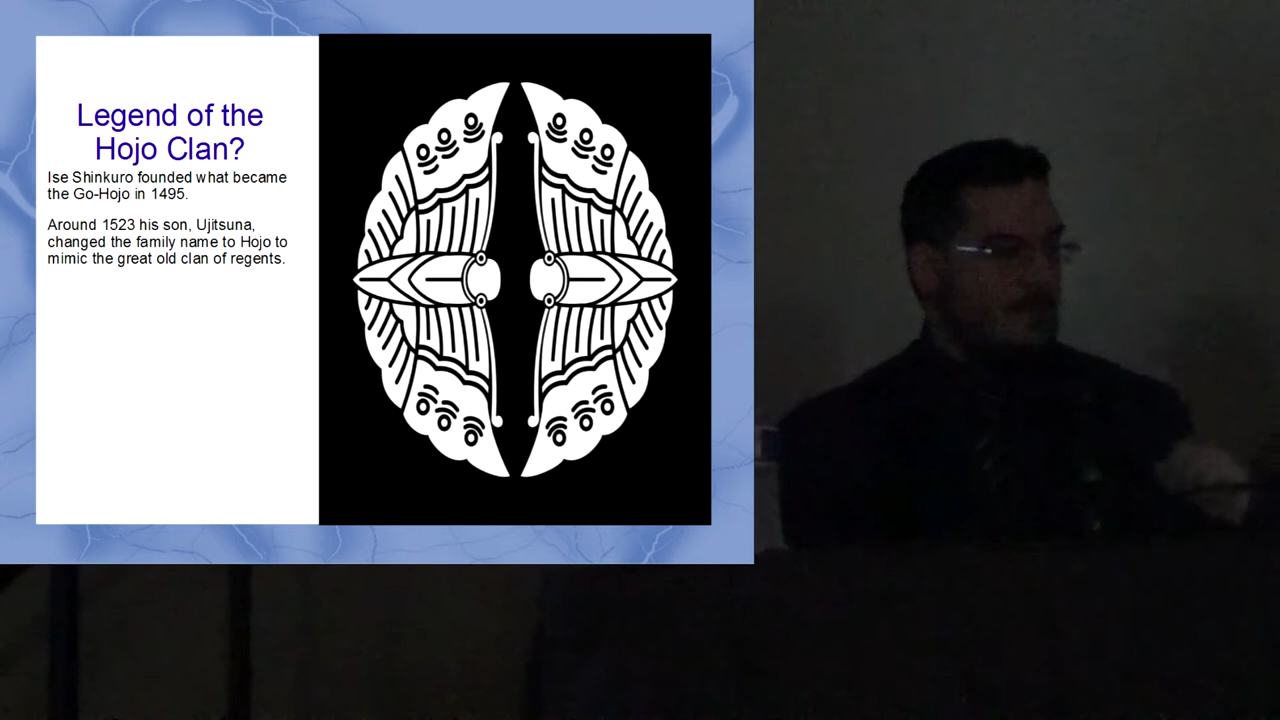 Legend of the
Hojo Clan?
Ise Shinkuro founded what became
the Go-Hojo in 1495.
Around 1523 his son, Ujitsuna,
changed the family name to Hojo to
mimic the great old clan of regents.